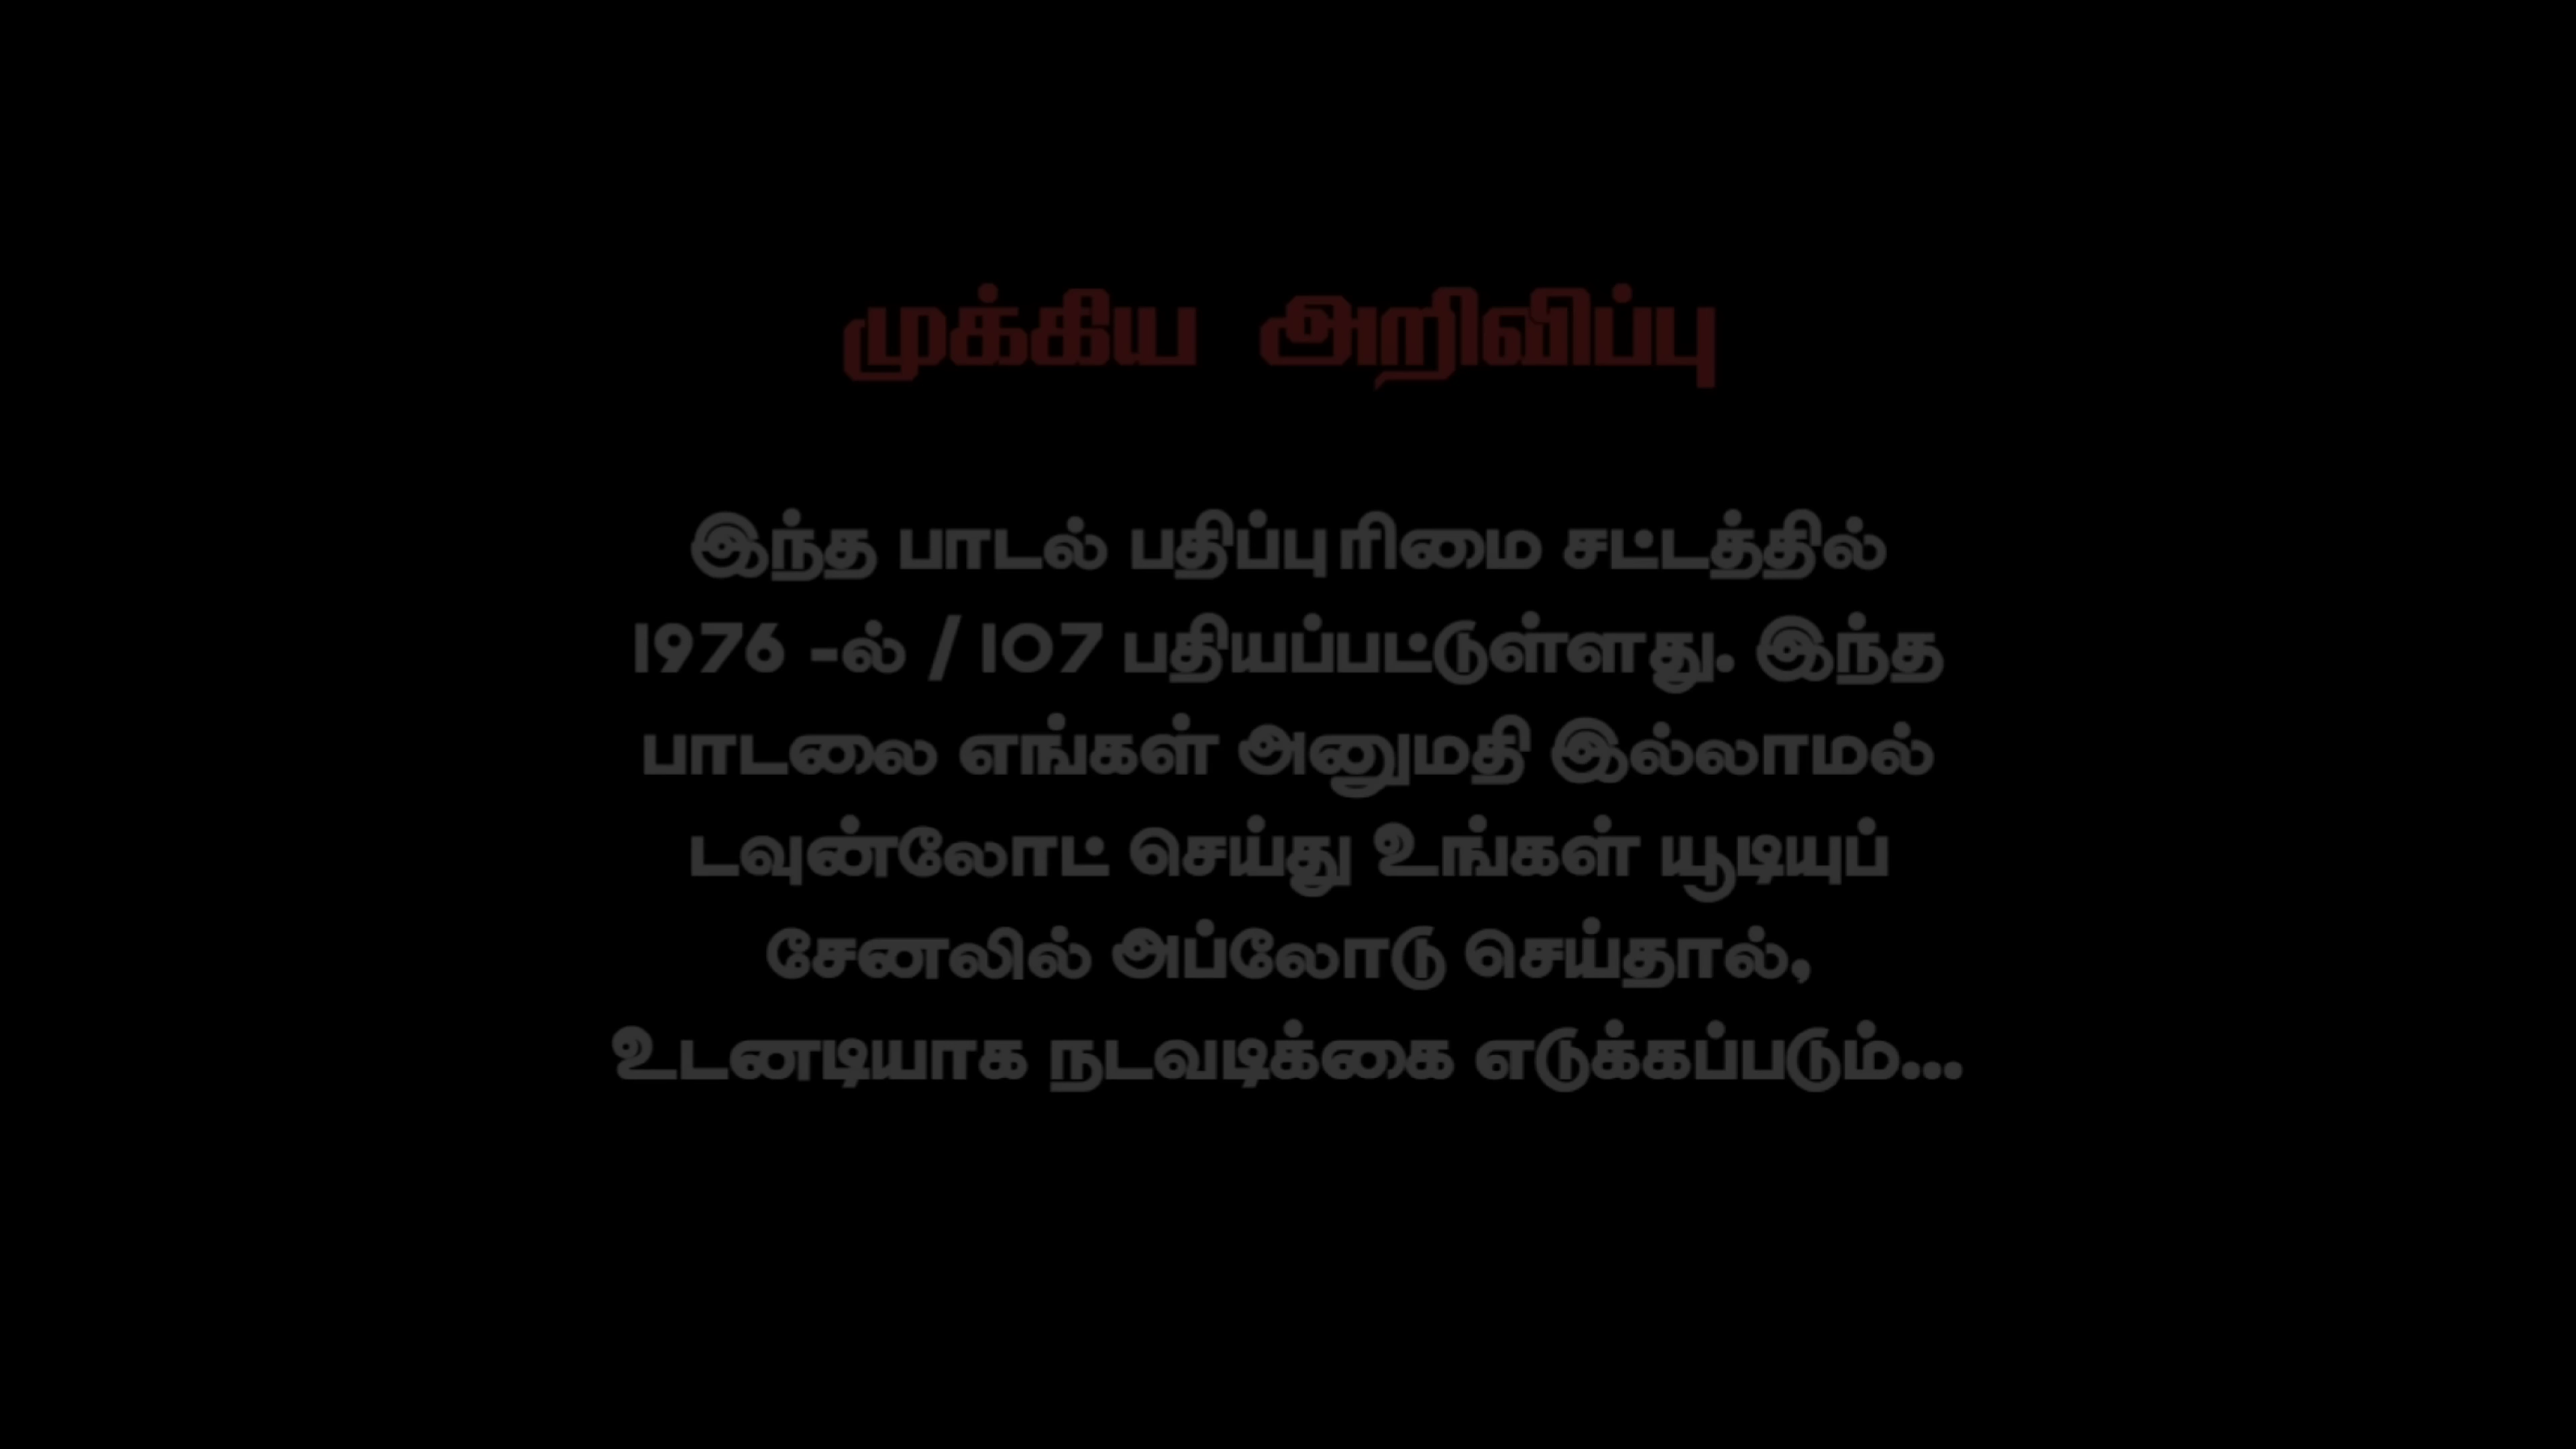 முக்கிய அறிவிப்பு
இந்த பாடல் பதிப்புரிமை சட்டத்தில்
1976 -ல் / 107 பதியப்பட்டுள்ளது. இந்த
பாடலை எங்கள் அனுமதி இல்லாமல்
டவுன்லோட் செய்து உங்கள் யூடியுப்
சேனலில் அப்லோடு செய்தால்,
உடனடியாக நடவடிக்கை எடுக்கப்படும்...